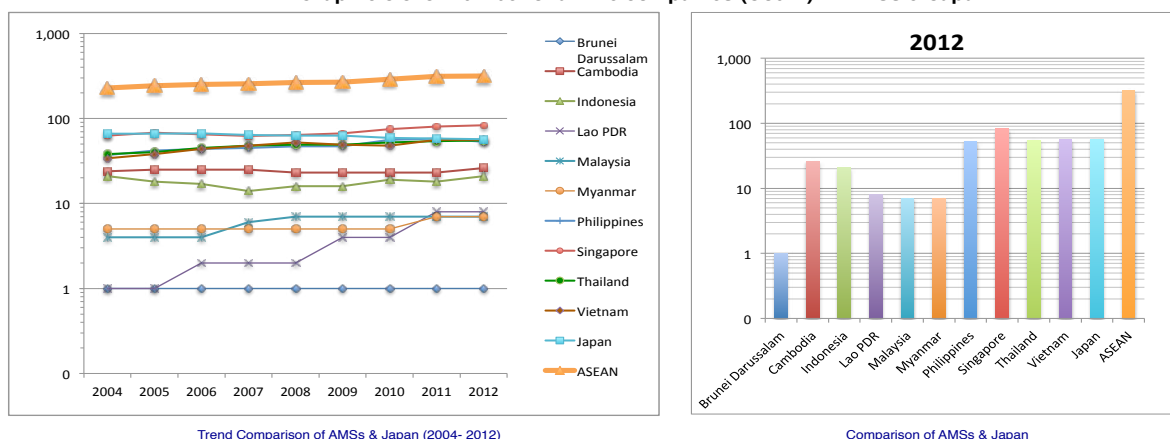 1,000
100
10
1
0
2004 2005 2006 2007 2008 2009 2010 2011 2012
Brunei
Darussalam
Cambodia
Indonesia
Lao PDR
Malaysia
Myanmar
Philippines
Singapore
Thailand
Vietnam
Japan
ASEAN
Trend Comparison of AMSs & Japan (2004- 2012)
2012
1,000
100
10
1
0
Brunei Darussalam
Cambodia
Indonesia
Lao PDR
Malaysia
Myanmar
Philippines
Singapore
Thailand
Vietnam
Japan
ASEAN
Comparison of AMSs & Japan